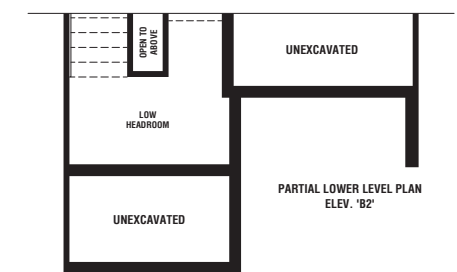 OPEN TO
ABOVE
UNEXCAVATED
LOW
HEADROOM
PARTIAL LOWER LEVEL PLAN
ELEV. 'B2'
UNEXCAVATED